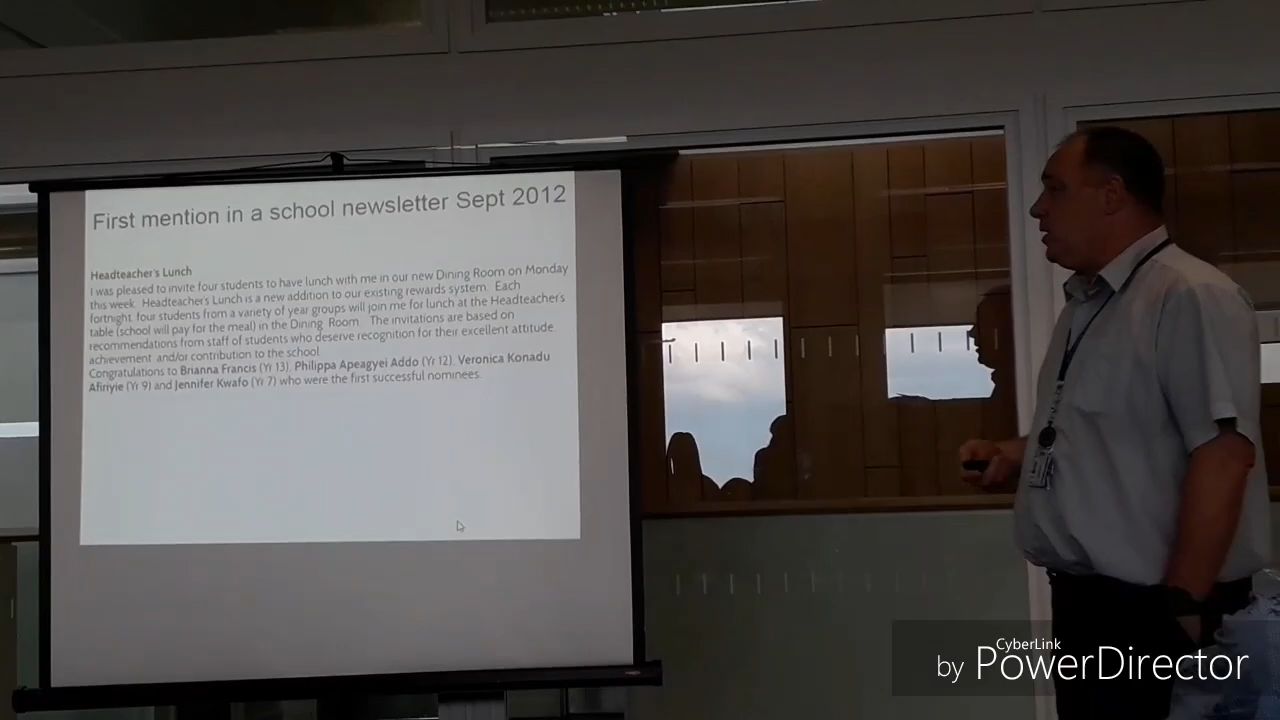 First mention in a school newsletter Sept 2012
Headteacher's Lunch
I was pleased to invite four students to have lunch with me in our new Dining Room on Monday
this week. Headteacher's Lunch is a new addition to our existing rewards system. Each
fortnight, four students from a variety of year groups will join me for lunch at the Headteacher's
table (school will pay for the meal) in the Dining Room. The invitations are based on
recommendations from staff of students who deserve recognition for their excellent attitude,
achievement and/or contribution to the school.
Congratulations to Brianna Francis (Yr 13), Philippa Apeagyei Addo (Yr 12), Veronica Konadu
Afiriyie (Yr 9) and Jennifer Kwafo (Yr 7) who were the first successful nominees.
CyberLink
by PowerDirector